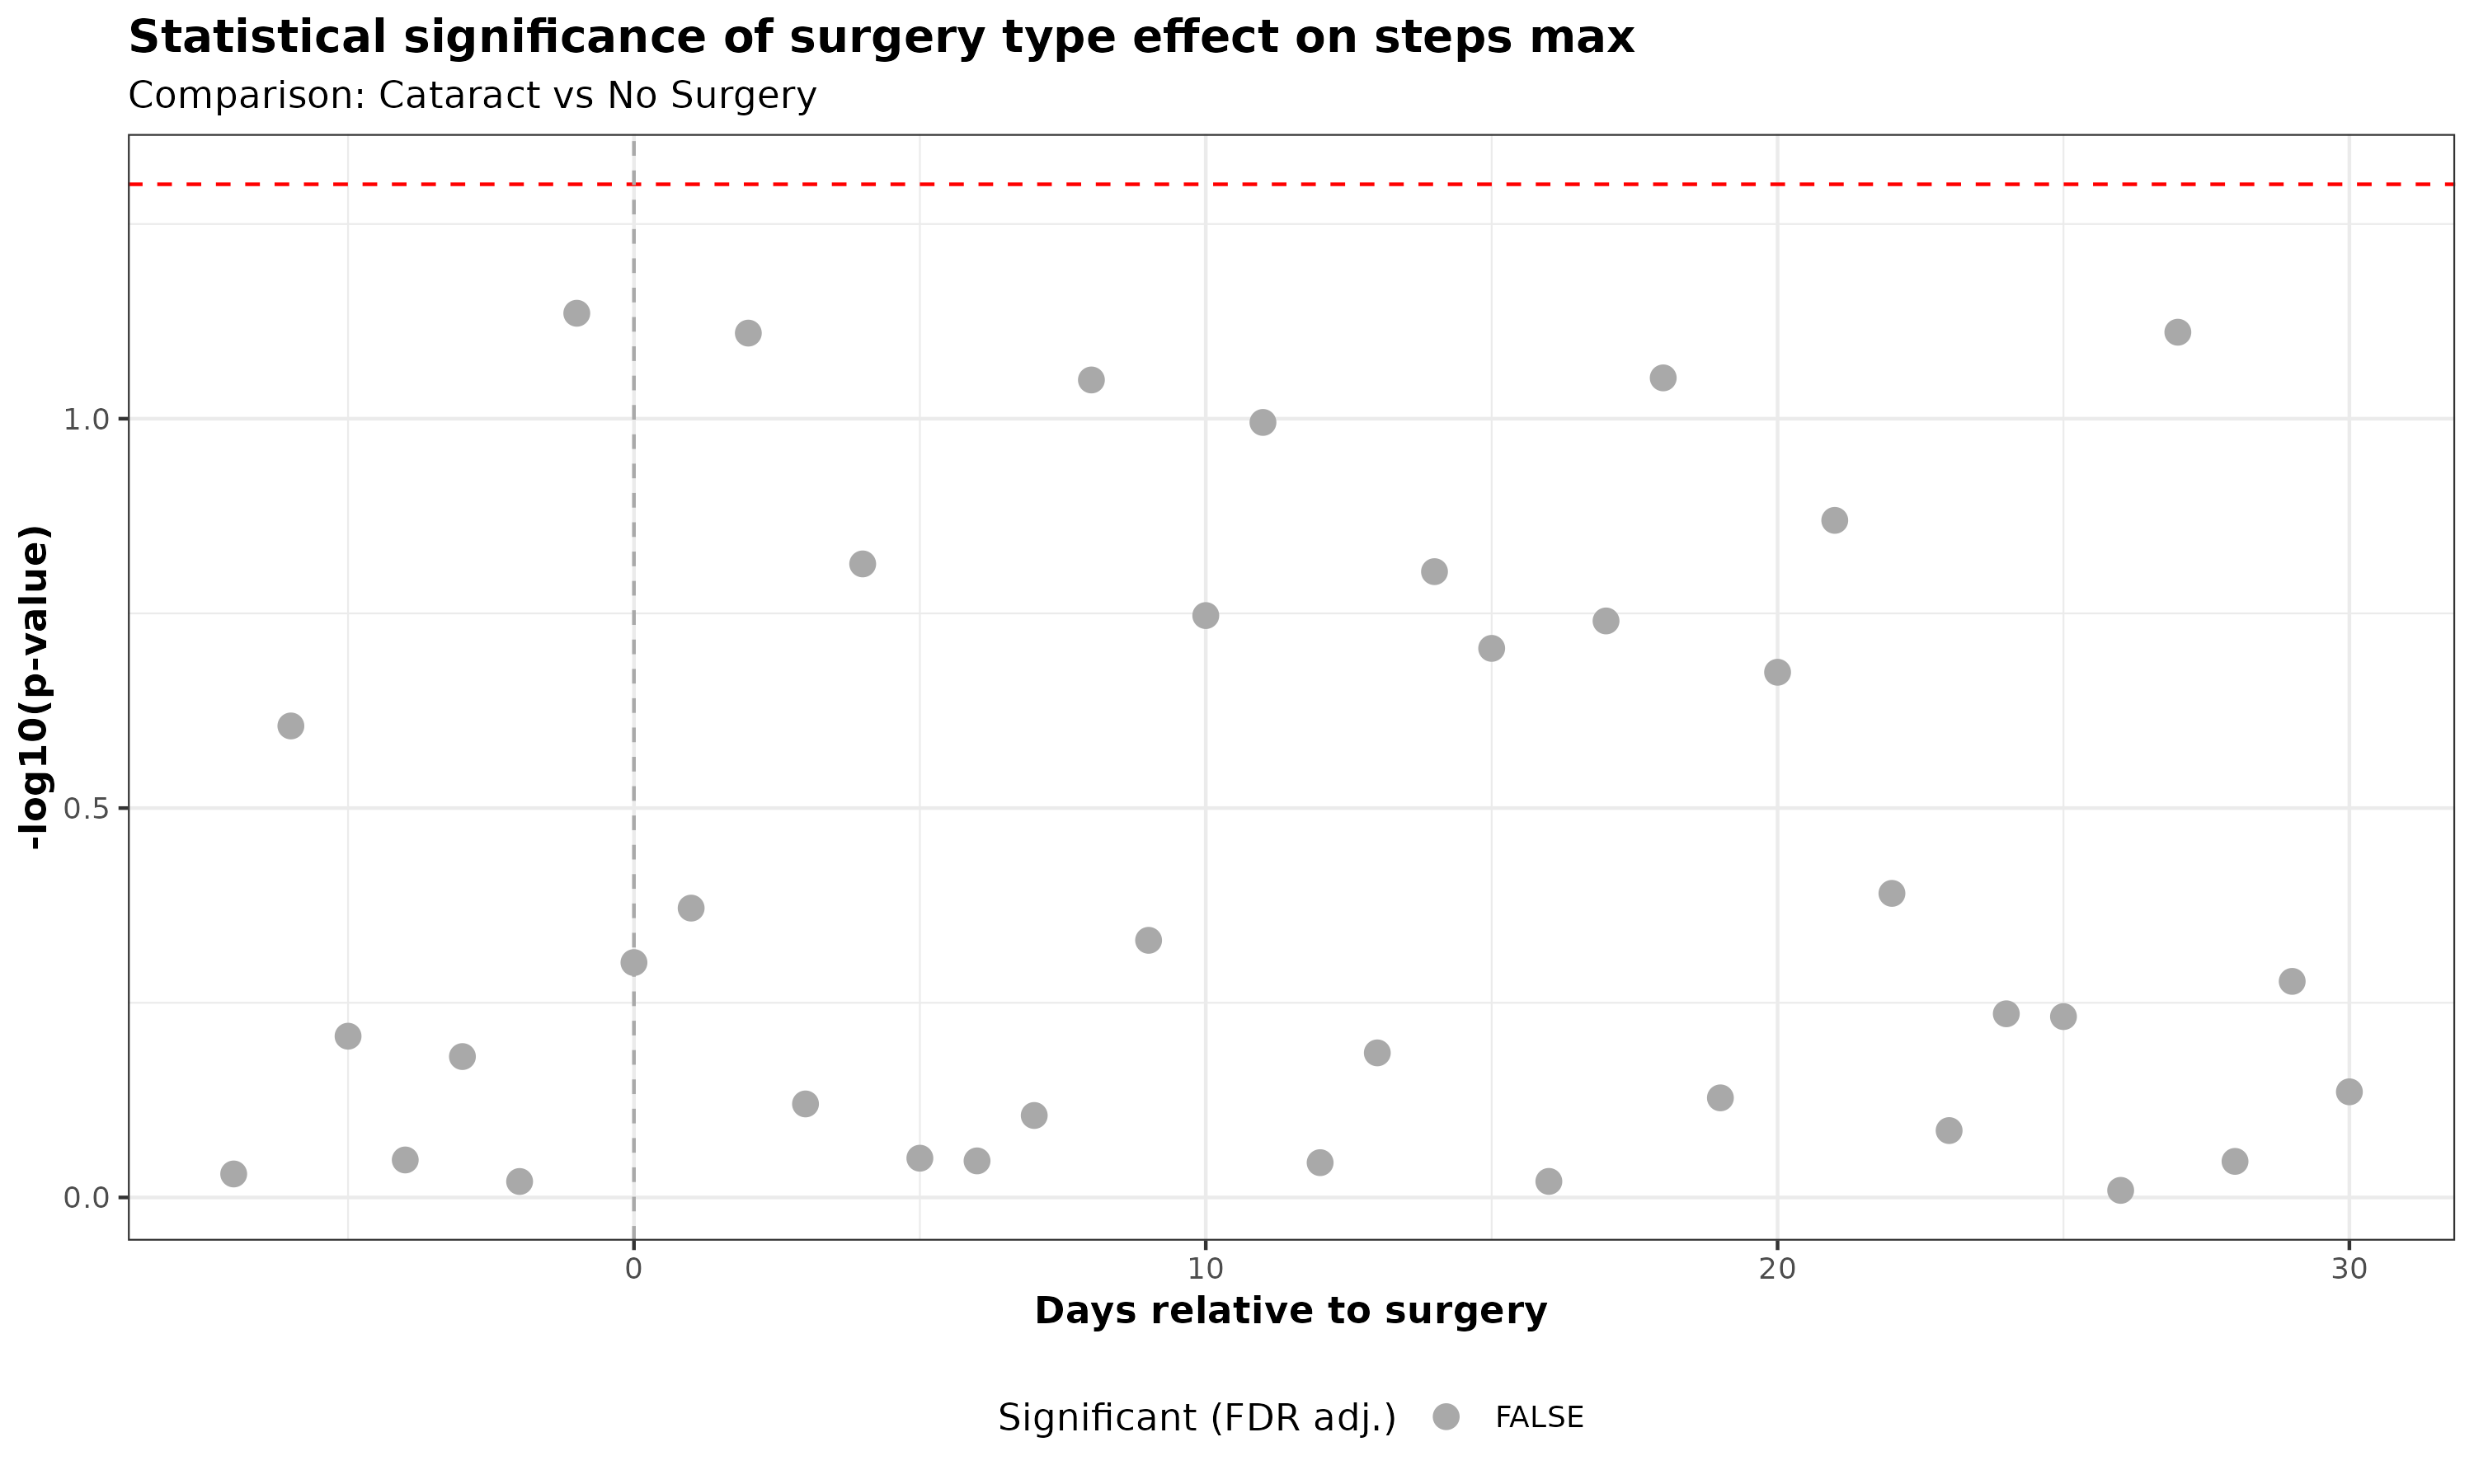 Statistical significance of surgery type effect on steps max
Comparison: Cataract vs No Surgery
-log10(p-value)
1.0
0.5
0.0
0 10 20 30
Days relative to surgery
Significant (FDR adj.) FALSE